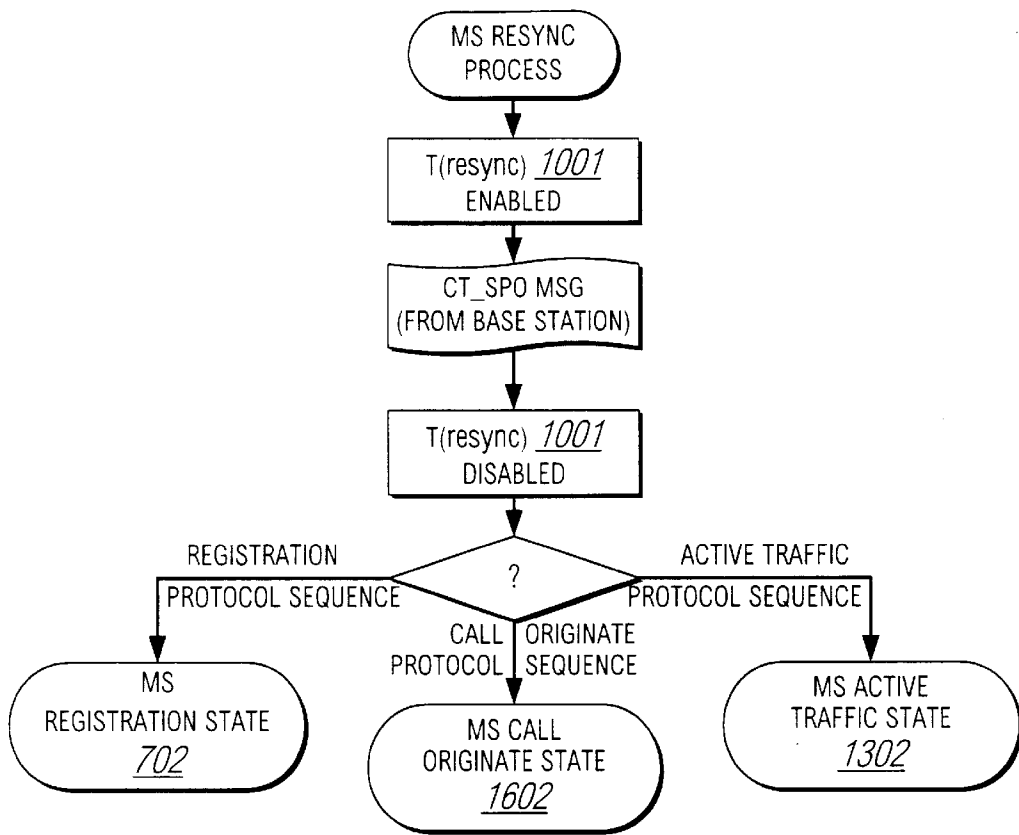 MS RESYNC
PROCESS
T(resync) 1001
ENABLED
CT_SPO MSG
(FROM BASE STATION)
T(resync) 1001
DISABLED
?
REGISTRATION
PROTOCOL SEQUENCE
CALL ORIGINATE
PROTOCOL SEQUENCE
ACTIVE TRAFFIC
PROTOCOL SEQUENCE
MS
REGISTRATION STATE
702
MS CALL
ORIGINATE STATE
1602
MS ACTIVE
TRAFFIC STATE
1302